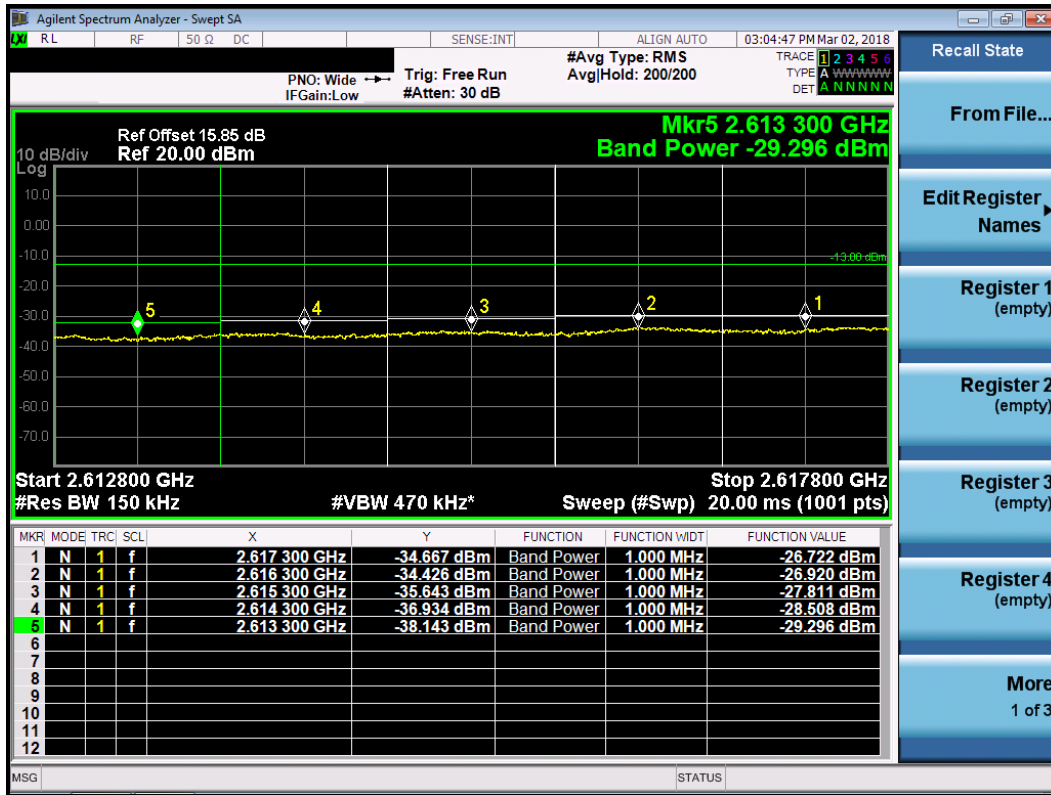 Agilent Spectrum Analyzer - Swept SA
LXI RL RF 50 Ω DC SENSE:INT ALIGN AUTO 03:04:47 PM Mar 02, 2018
PNO: Wide Trig: Free Run #Avg Type: RMS TRACE 1 2 3 4 5 6
IFGain:Low #Atten: 30 dB Avg|Hold: 200/200 TYPE A WWWWW
DET A N N N N N
Mkr5 2.613 300 GHz
Ref Offset 15.85 dB
10 dB/div Ref 20.00 dBm Band Power -29.296 dBm
Log
10.0
0.00
-10.0
-13.00 dBm
-20.0
-30.0
5 4 3 2 1
-40.0
-50.0
-60.0
-70.0
Start 2.612800 GHz Stop 2.617800 GHz
#Res BW 150 kHz #VBW 470 kHz* Sweep (#Swp) 20.00 ms (1001 pts)
MKR MODE TRC SCL X Y FUNCTION FUNCTION WIDT FUNCTION VALUE
1 N 1 f 2.617 300 GHz -34.667 dBm Band Power 1.000 MHz -26.722 dBm
2 N 1 f 2.616 300 GHz -34.426 dBm Band Power 1.000 MHz -26.920 dBm
3 N 1 f 2.615 300 GHz -35.643 dBm Band Power 1.000 MHz -27.811 dBm
4 N 1 f 2.614 300 GHz -36.934 dBm Band Power 1.000 MHz -28.508 dBm
5 N 1 f 2.613 300 GHz -38.143 dBm Band Power 1.000 MHz -29.296 dBm
6
7
8
9
10
11
12
MSG STATUS
Recall State
From File...
Edit Register
Names
Register 1
(empty)
Register 2
(empty)
Register 3
(empty)
Register 4
(empty)
More
1 of 3